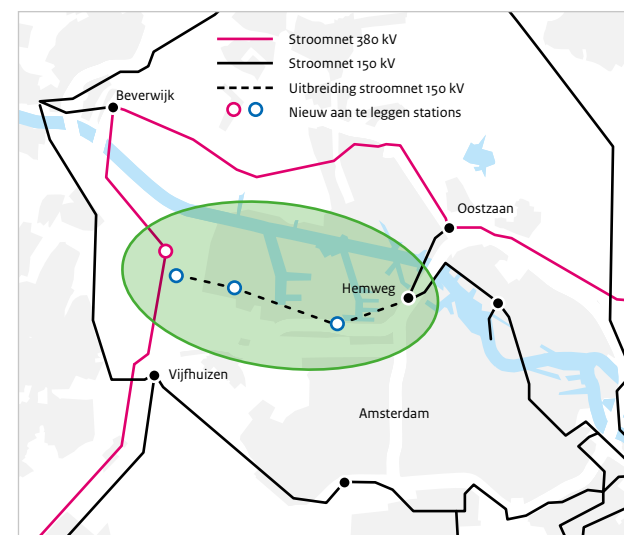 Stroomnet 380 kV
Stroomnet 150 kV
Uitbreiding stroomnet 150 kV
Nieuw aan te leggen stations
Beverwijk
Oostzaan
Hemweg
Vijfhuizen
Amsterdam